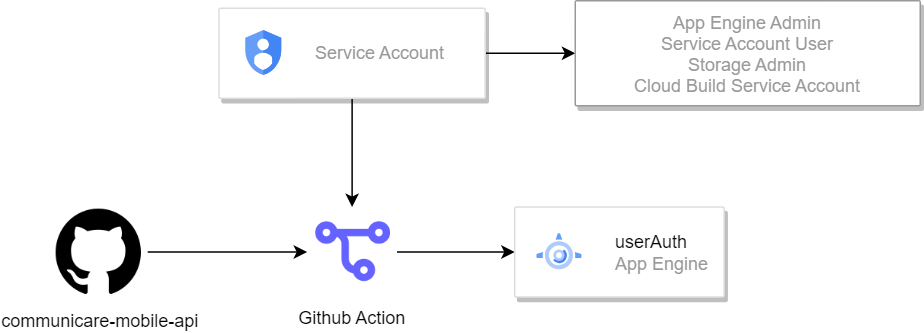 Service Account
App Engine Admin
Service Account User
Storage Admin
Cloud Build Service Account
userAuth
App Engine
communicare-mobile-api
Github Action